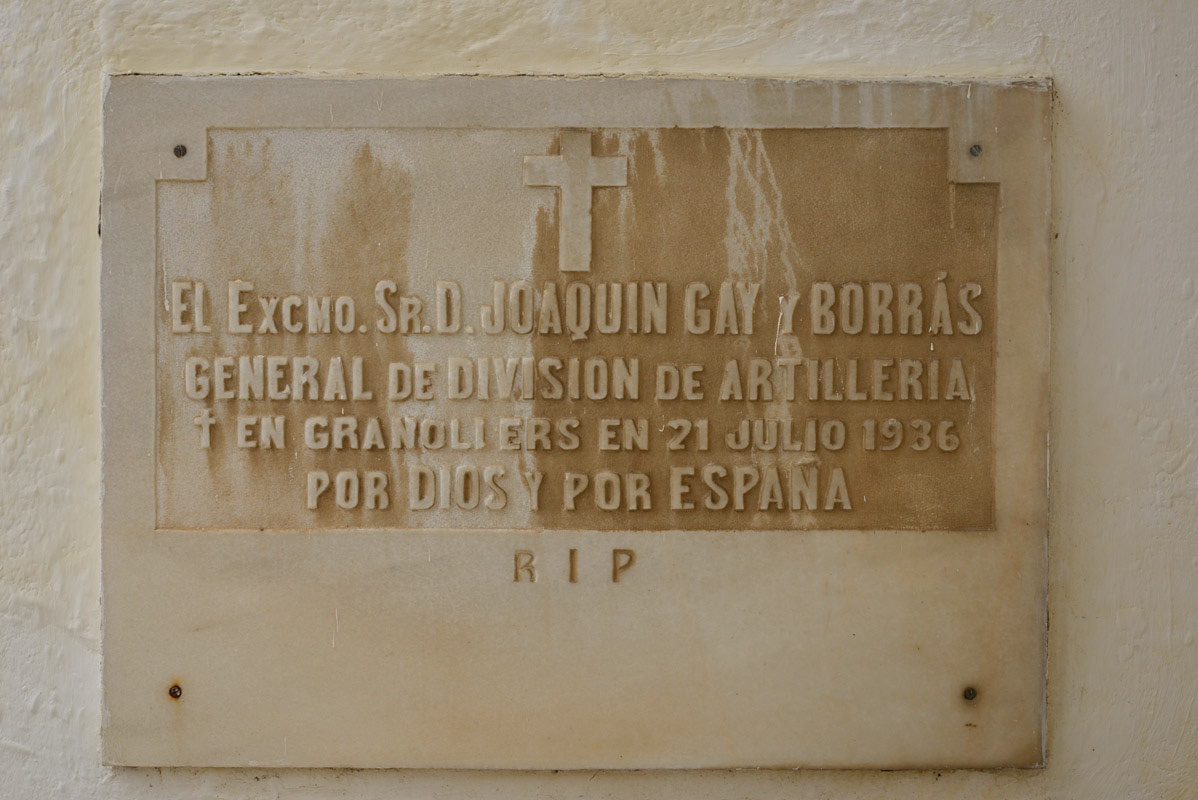 EL EXCMO. SR. D. JOAQUIN GAY Y BORRÁS
GENERAL DE DIVISION DE ARTILLERIA
† EN GRANOLLERS EN 21 JULIO 1936
POR DIOS Y POR ESPAÑA
R I P